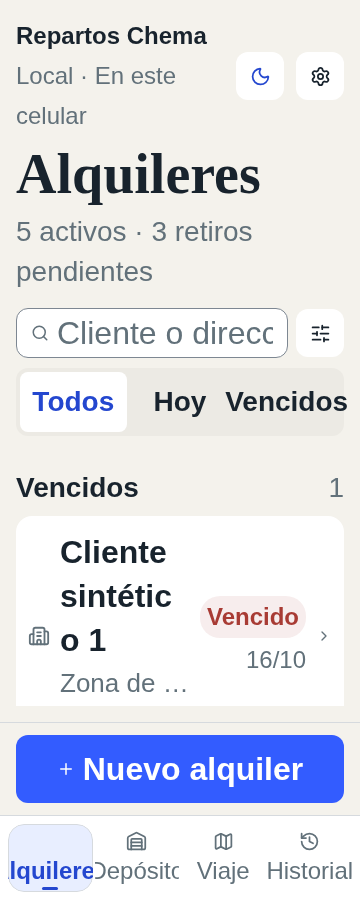 Repartos Chema
Local · En este
celular
Alquileres
5 activos · 3 retiros
pendientes
Cliente o direcc
Todos Hoy Vencidos
Vencidos 1
Cliente
sintétic
o 1
Vencido
Zona de …
16/10
+ Nuevo alquiler
lquilere Depósito Viaje Historial